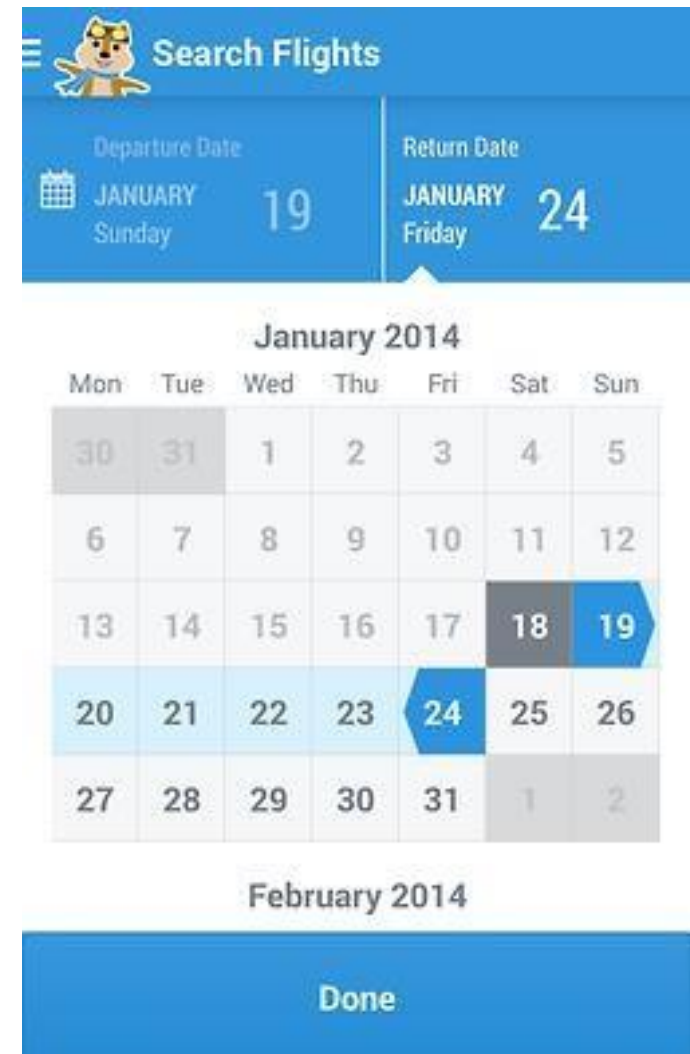 Search Flights
Departure Date
JANUARY
Sunday
19
Return Date
JANUARY
Friday
24
January 2014
Mon Tue Wed Thu Fri Sat Sun
30 31 1 2 3 4 5
6 7 8 9 10 11 12
13 14 15 16 17 18 19
20 21 22 23 24 25 26
27 28 29 30 31 1 2
February 2014
Done